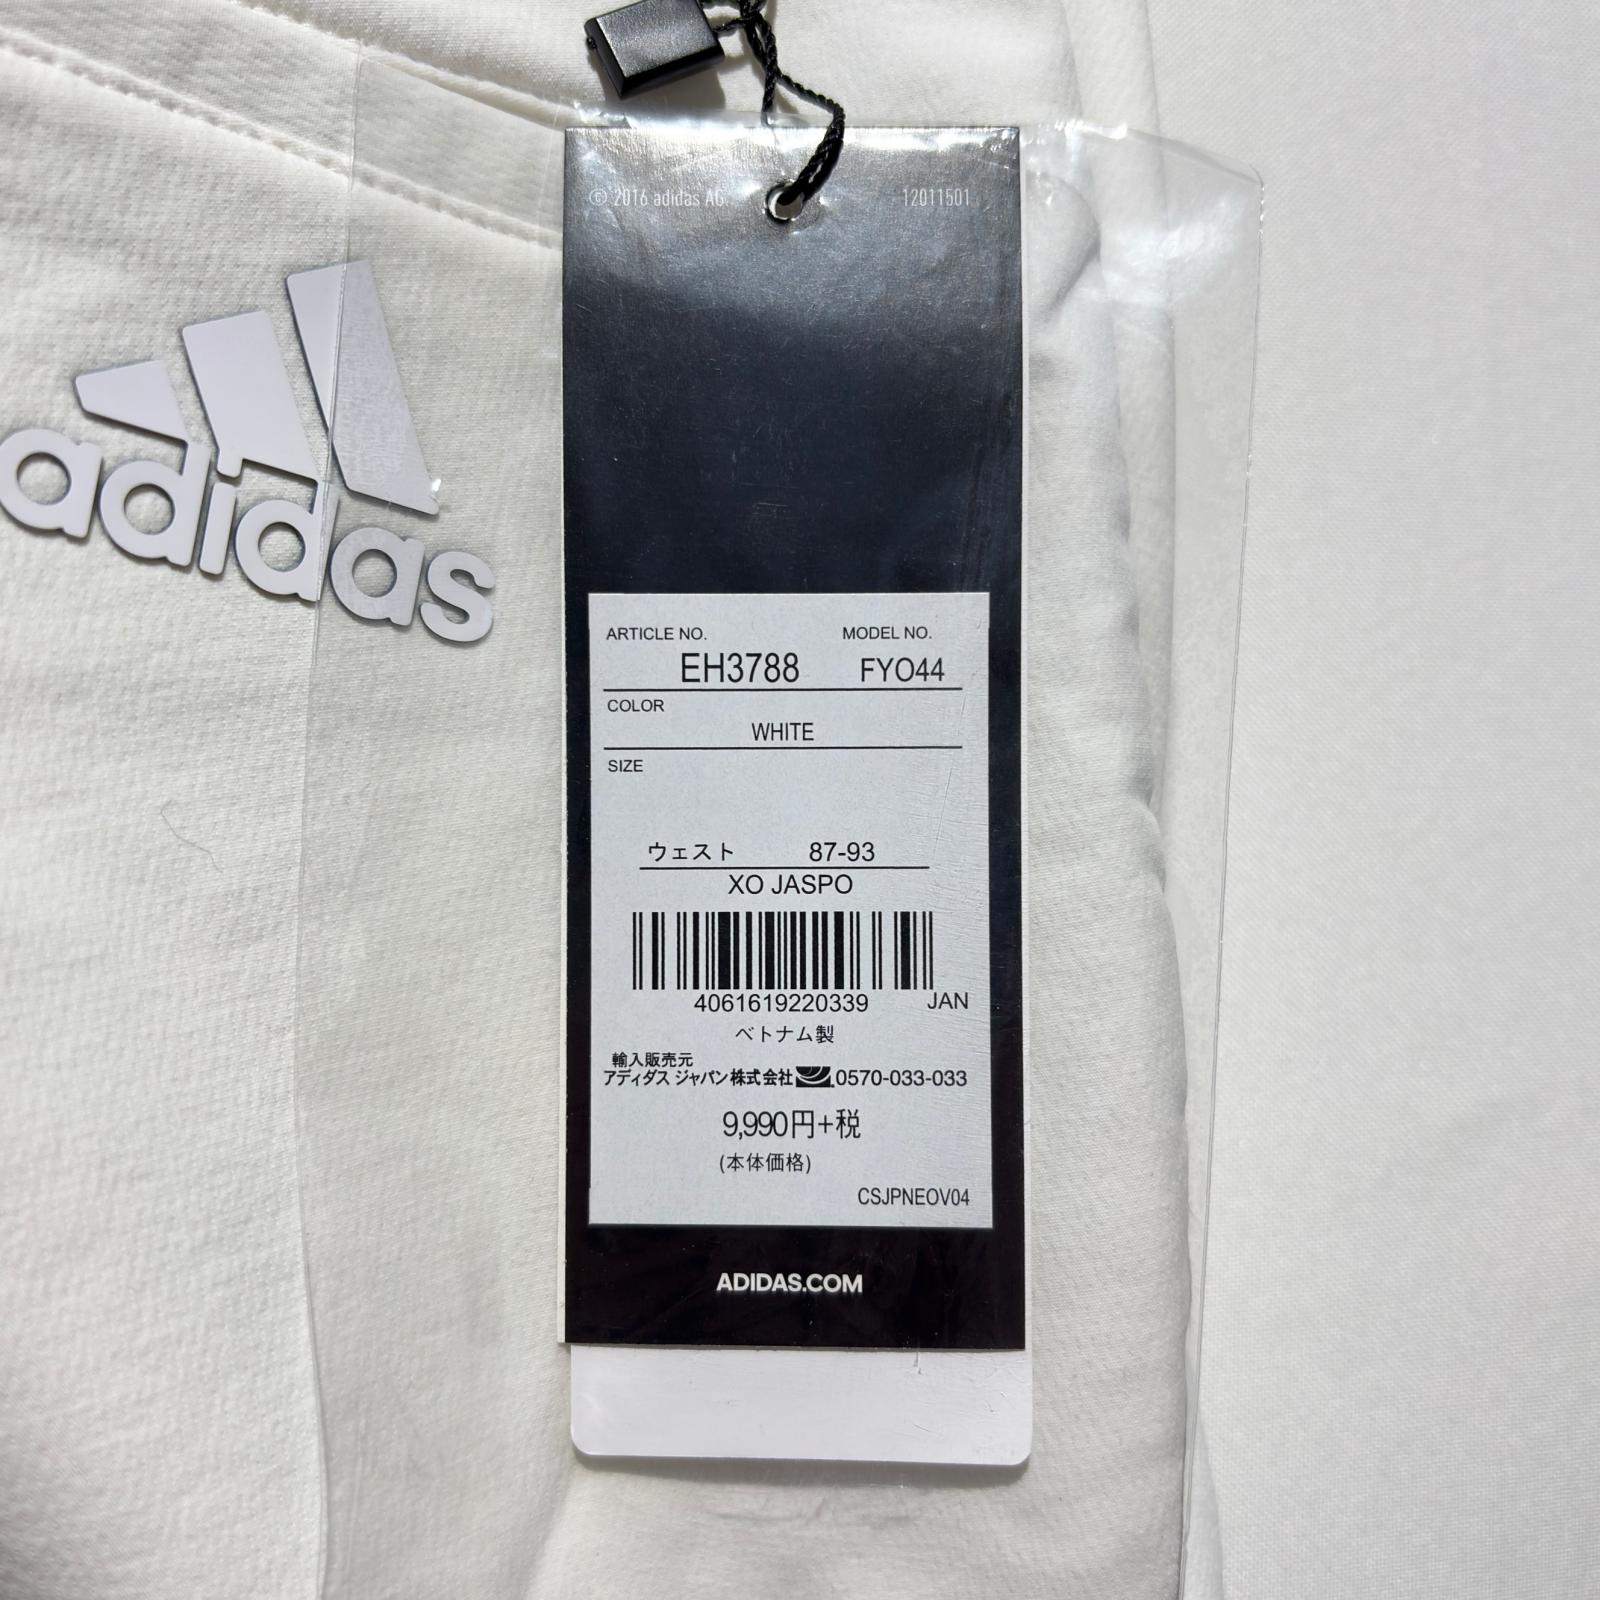 adidas
© 2016 adidas AG. 12011501
ARTICLE NO. MODEL NO.
EH3788 FYO44
COLOR
WHITE
SIZE
ウェスト 87-93
XO JASPO
4061619220339 JAN
ベトナム製
輸入販売元
アディダス ジャパン株式会社 0570-033-033
9,990円+税
(本体価格)
CSJPNEOV04
ADIDAS.COM